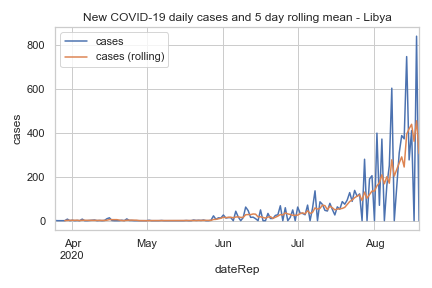 New COVID-19 daily cases and 5 day rolling mean - Libya
cases
cases (rolling)
800
600
400
200
0
cases
Apr
2020
May
Jun
Jul
Aug
dateRep